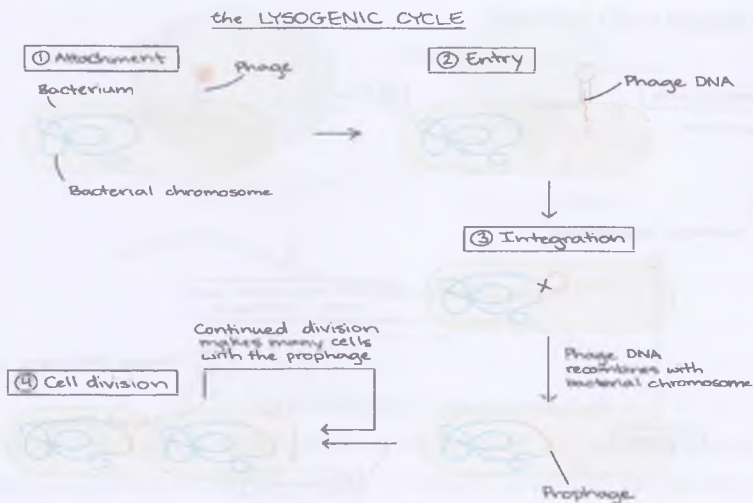 the LYSOGENIC CYCLE
① Attachment
Phage
Bacterium
Bacterial chromosome
② Entry
Phage DNA
③ Integration
Phage DNA
recombines with
bacterial chromosome
Prophage
④ Cell division
Continued division
makes many cells
with the prophage